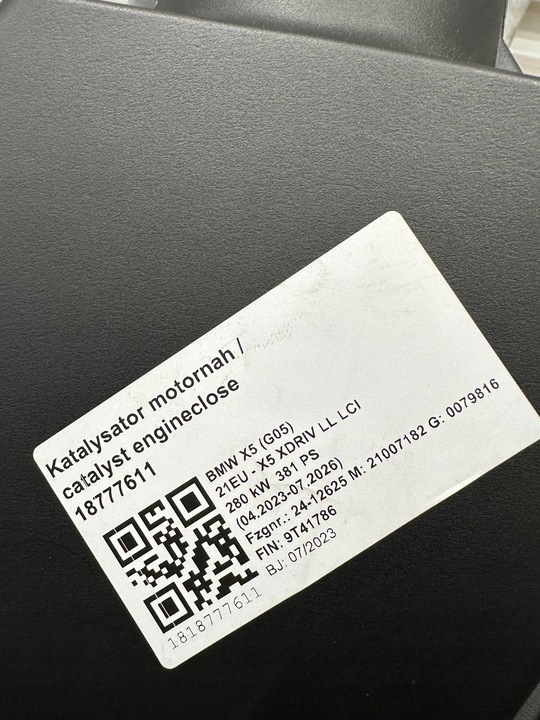 Katalysator motornah /
catalyst engineclose
18777611
BMW X5 (G05)
21EU - X5 XDRIV LL LCI
280 kW 381 PS
(04.2023-07.2026)
Fzgnr.: 24-12625 M: 21007182 G: 0079816
FIN: 9T41786
BJ: 07/2023
1818777611